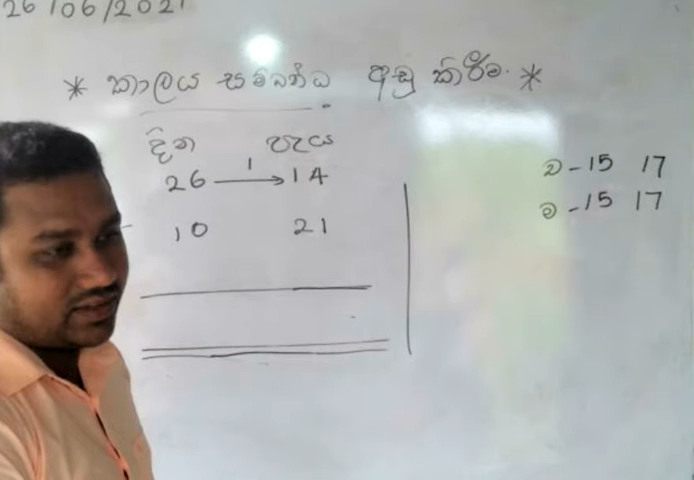 26/06/2021
* කාලය සම්බන්ධ අඩු කිරීම. *
දින පැය
26 1 → 14
- 10 21
ච - 15 17
ම - 15 17